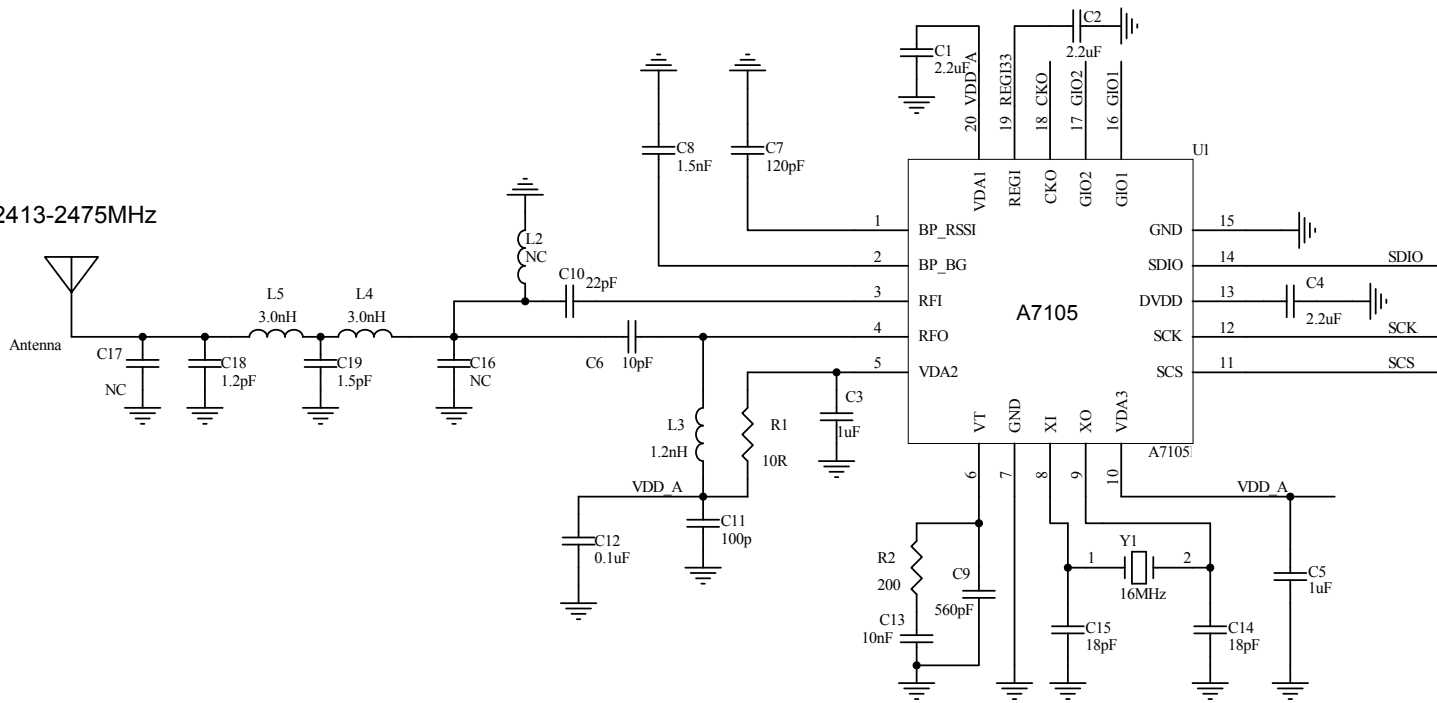 C2
2.2uF
C1
2.2uF
20 VDD_A
19 REGI33
18 CKO
17 GIO2
16 GIO1
C8
1.5nF
C7
120pF
U1
VDA1
REGI
CKO
GIO2
GIO1
2413-2475MHz
L2
NC
1
BP_RSSI
GND
15
2
BP_BG
SDIO
14
SDIO
C10
22pF
3
RFI
DVDD
13
C4
2.2uF
A7105
L5
3.0nH
L4
3.0nH
4
RFO
SCK
12
SCK
Antenna
C17
NC
C18
1.2pF
C19
1.5pF
C16
NC
C6
10pF
5
VDA2
SCS
11
SCS
C3
1uF
L3
1.2nH
R1
10R
VT
GND
XI
XO
VDA3
A7105
6
7
8
9
10
VDD_A
VDD_A
C12
0.1uF
C11
100p
R2
200
C9
560pF
C13
10nF
Y1
1
2
16MHz
C5
1uF
C15
18pF
C14
18pF